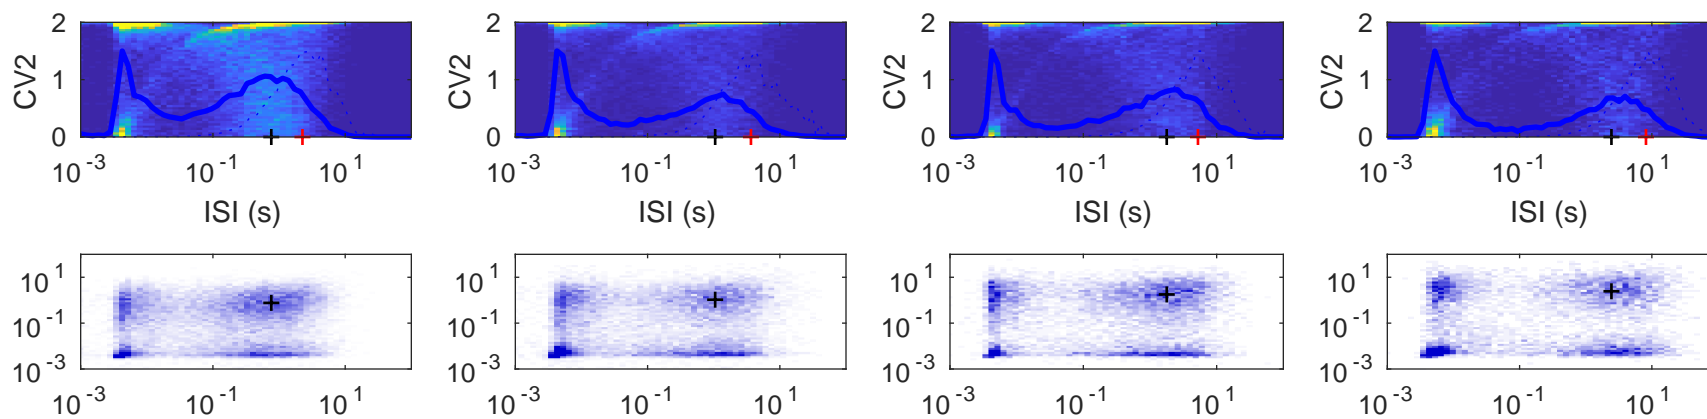 2 2 2 2
CV2 CV2 CV2 CV2
1 1 1 1
0 0 0 0
10^-3 10^-1 10^1 10^-3 10^-1 10^1 10^-3 10^-1 10^1 10^-3 10^-1 10^1
ISI (s) ISI (s) ISI (s) ISI (s)
10^1 10^1 10^1 10^1
10^-1 10^-1 10^-1 10^-1
10^-3 10^-3 10^-3 10^-3
10^-3 10^-1 10^1 10^-3 10^-1 10^1 10^-3 10^-1 10^1 10^-3 10^-1 10^1